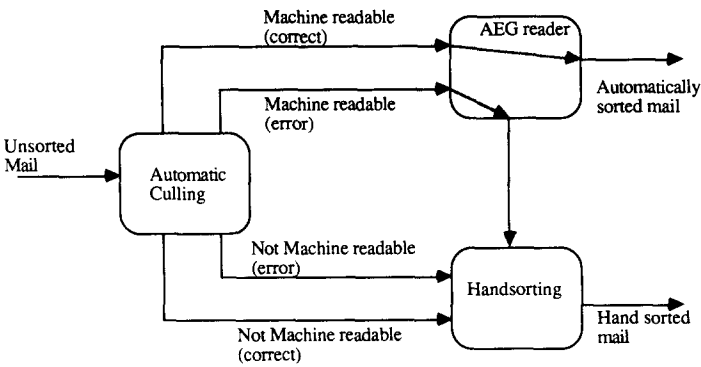 Machine readable
(correct)
AEG reader
Automatically
sorted mail
Machine readable
(error)
Unsorted
Mail
Automatic
Culling
Not Machine readable
(error)
Handsorting
Hand sorted
mail
Not Machine readable
(correct)